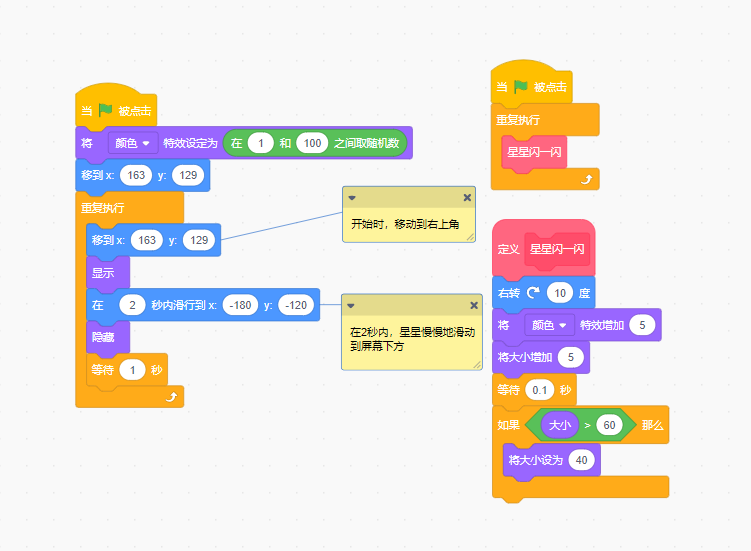 当 被点击
将 颜色 特效设定为 在 1 和 100 之间取随机数
移到 x: 163 y: 129
重复执行
移到 x: 163 y: 129
显示
在 2 秒内滑行到 x: -180 y: -120
隐藏
等待 1 秒
开始时，移动到右上角
在2秒内，星星慢慢地滑动
到屏幕下方
当 被点击
重复执行
星星闪一闪
定义 星星闪一闪
右转 10 度
将 颜色 特效增加 5
将大小增加 5
等待 0.1 秒
如果 大小 > 60 那么
将大小设为 40